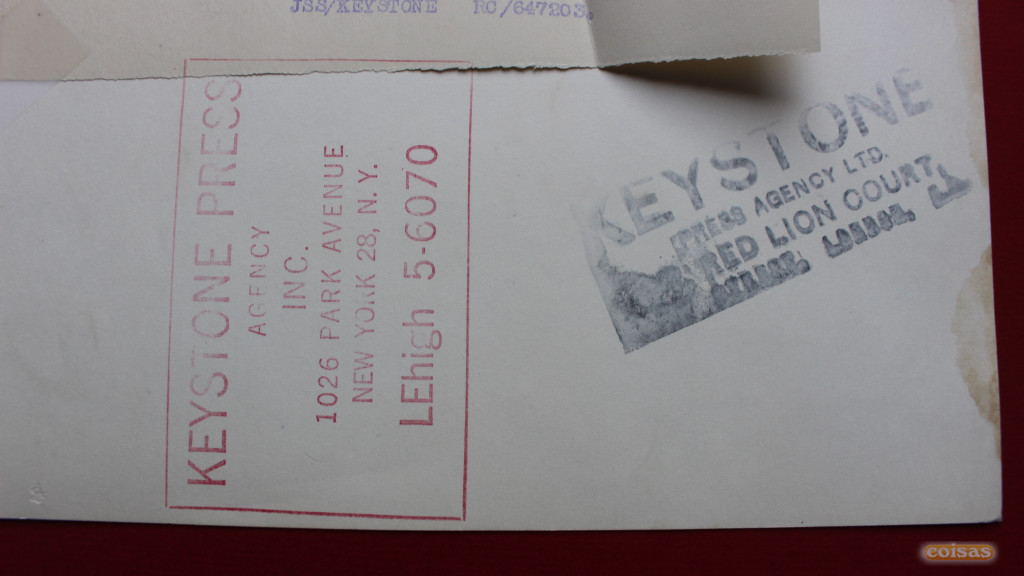 JSS/KEYSTONE RC/647203.
KEYSTONE PRESS
AGENCY
INC.
1026 PARK AVENUE
NEW YORK 28, N.Y.
LEhigh 5-6070
KEYSTONE
PRESS AGENCY LTD.
RED LION COURT
LONDON,
coisas